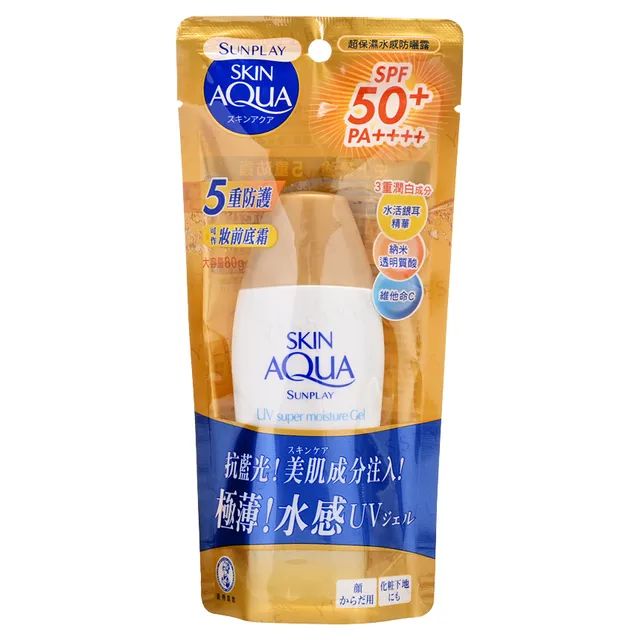 SUNPLAY
SKIN
AQUA
スキンアクア
超保濕水感防曬露
SPF
50+
PA++++
5重防護
3重潤白成分
水活銀耳
精華
納米
透明質酸
維他命C
妝前底霜
大容量80g
SKIN
AQUA
SUNPLAY
UV super moisture Gel
スキンケア
抗藍光！美肌成分注入！
極薄！水感UVジェル
顔
からだ用
化粧下地
にも